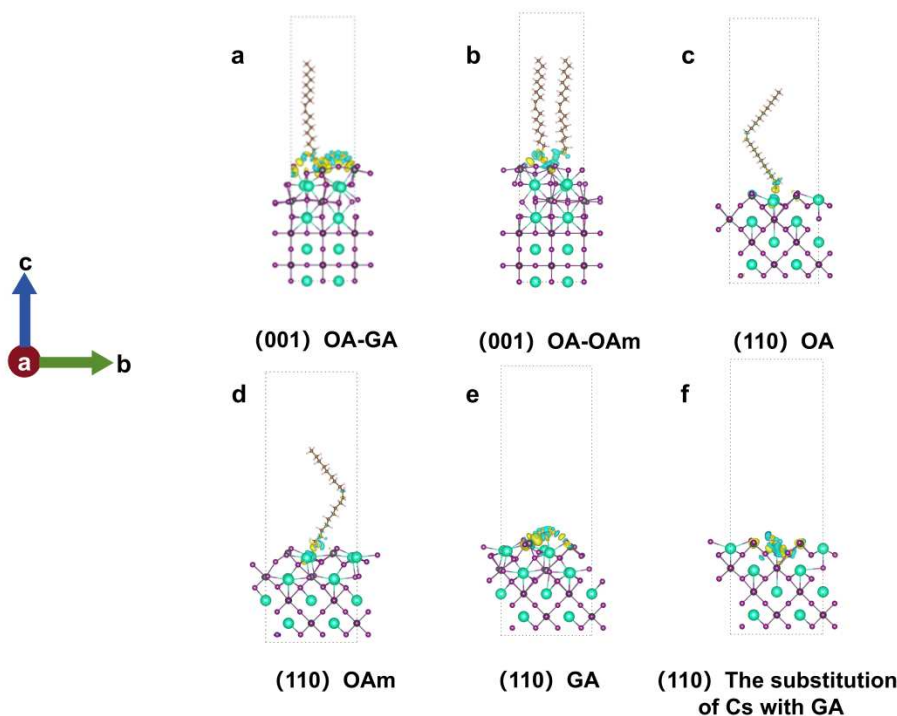 a
b
c
c
a
b
(001) OA-GA
(001) OA-OAm
(110) OA
d
e
f
(110) OAm
(110) GA
(110) The substitution
of Cs with GA